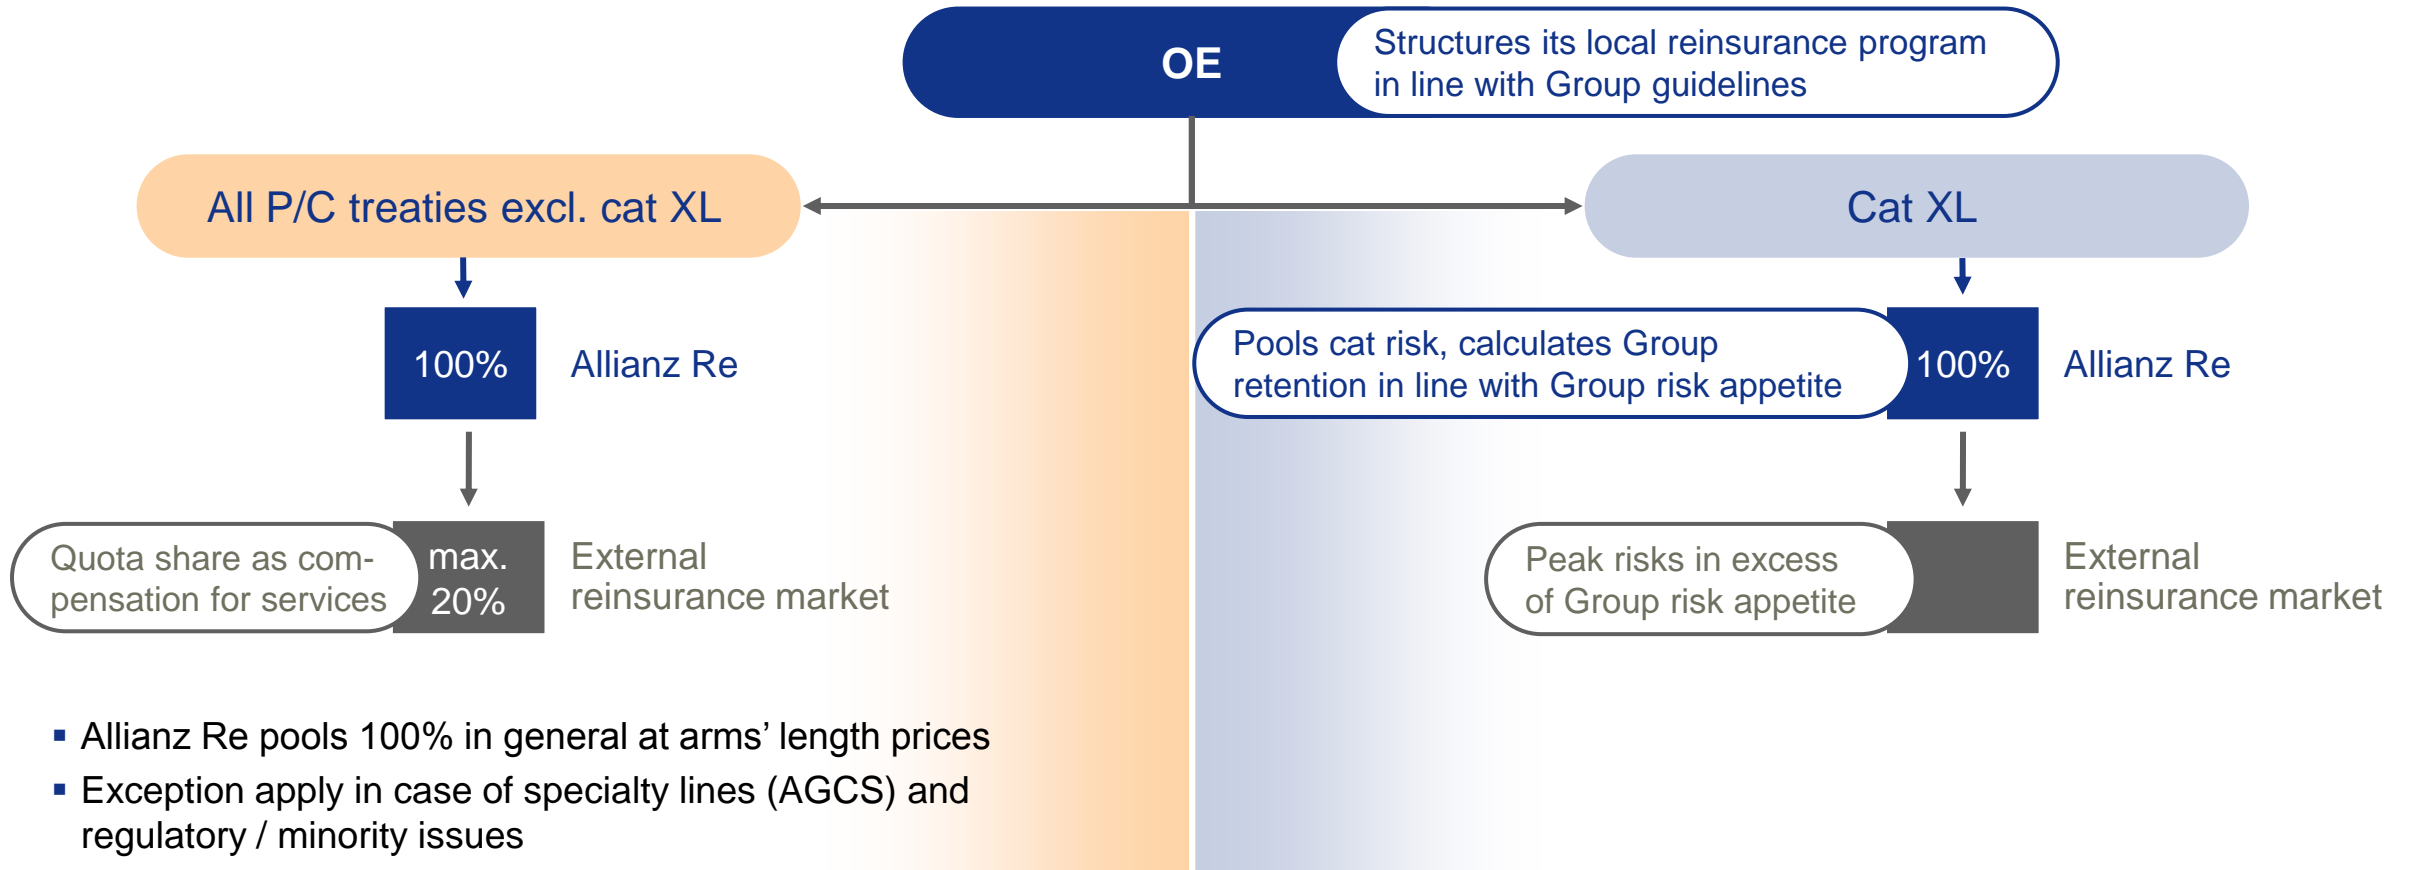 OE
Structures its local reinsurance program
in line with Group guidelines
All P/C treaties excl. cat XL
Cat XL
100%
Allianz Re
Pools cat risk, calculates Group
retention in line with Group risk appetite
100%
Allianz Re
Quota share as com-
pensation for services
max.
20%
External
reinsurance market
Peak risks in excess
of Group risk appetite
External
reinsurance market
▪ Allianz Re pools 100% in general at arms’ length prices
▪ Exception apply in case of specialty lines (AGCS) and
regulatory / minority issues